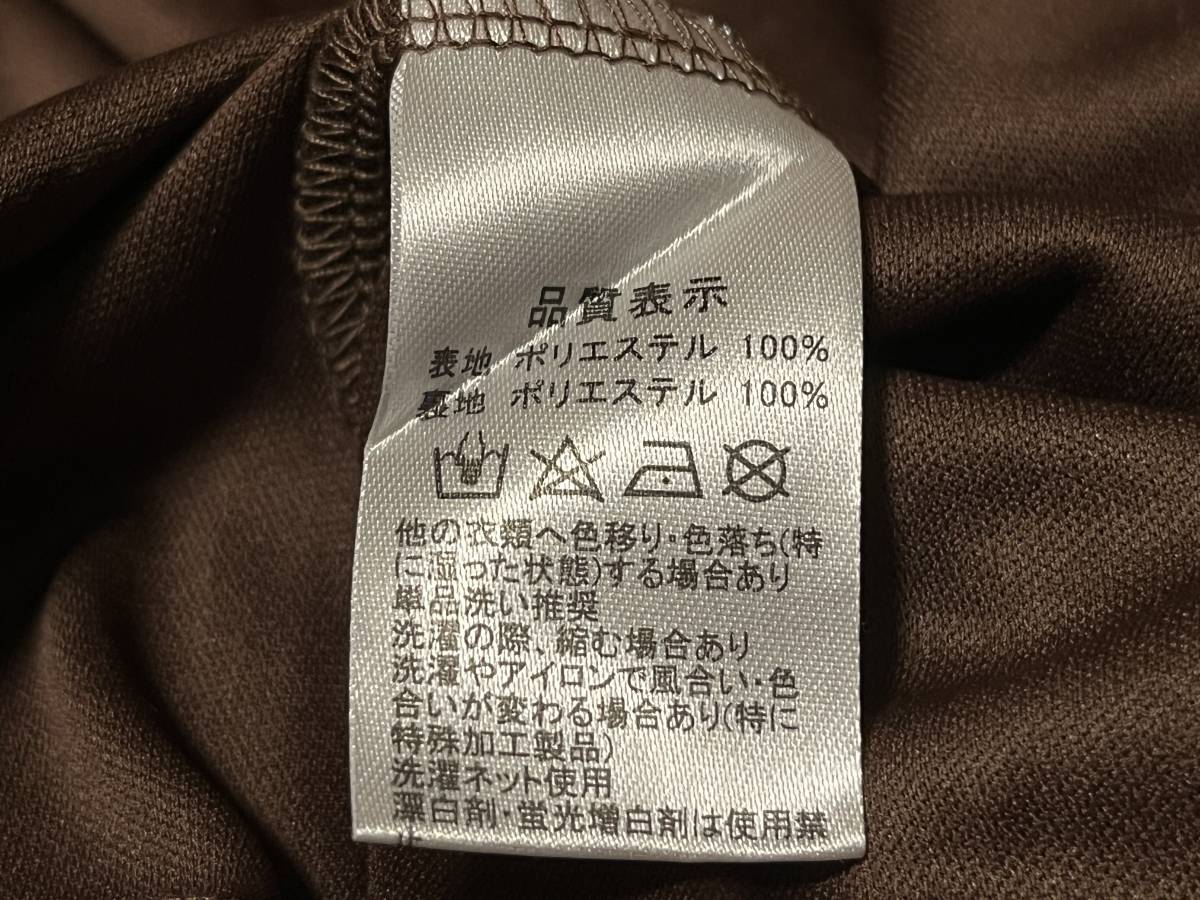 品質表示
表地 ポリエステル 100%
裏地 ポリエステル 100%
他の衣類へ色移り・色落ち(特
に湿った状態)する場合あり
単品洗い推奨
洗濯の際、縮む場合あり
洗濯やアイロンで風合い・色
合いが変わる場合あり(特に
特殊加工製品)
洗濯ネット使用
漂白剤・蛍光増白剤は使用禁
止